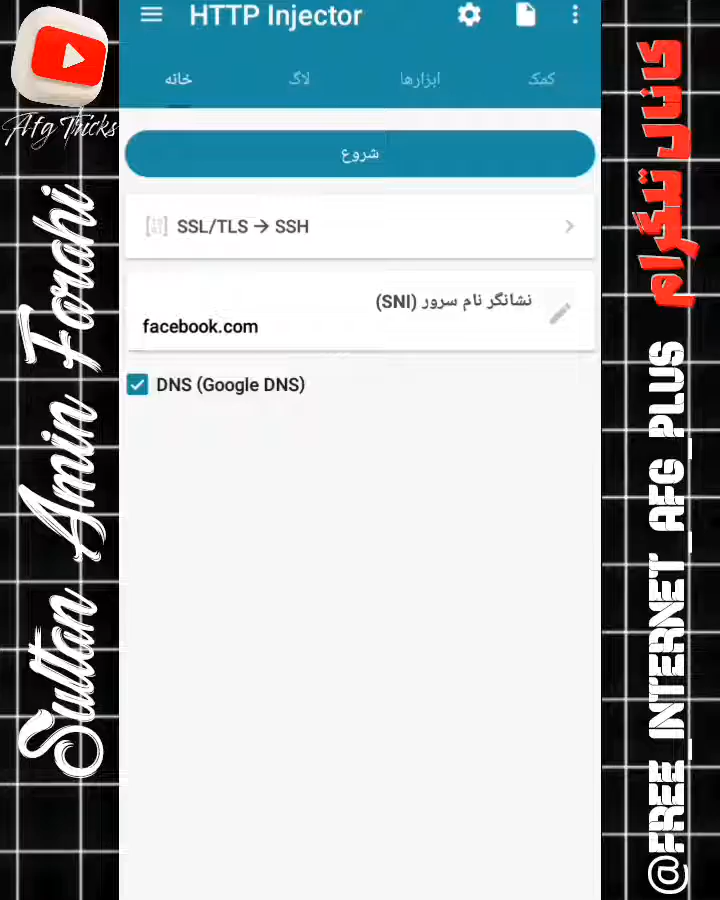 HTTP Injector
خانه
لاگ
ابزارها
کمک
شروع
SSL/TLS → SSH
نشانگر نام سرور (SNI)
facebook.com
DNS (Google DNS)
Afg Tricks
Sultan Amin Forahi
کانال تلگرام
@FREE_INTERNET_AFG_PLUS